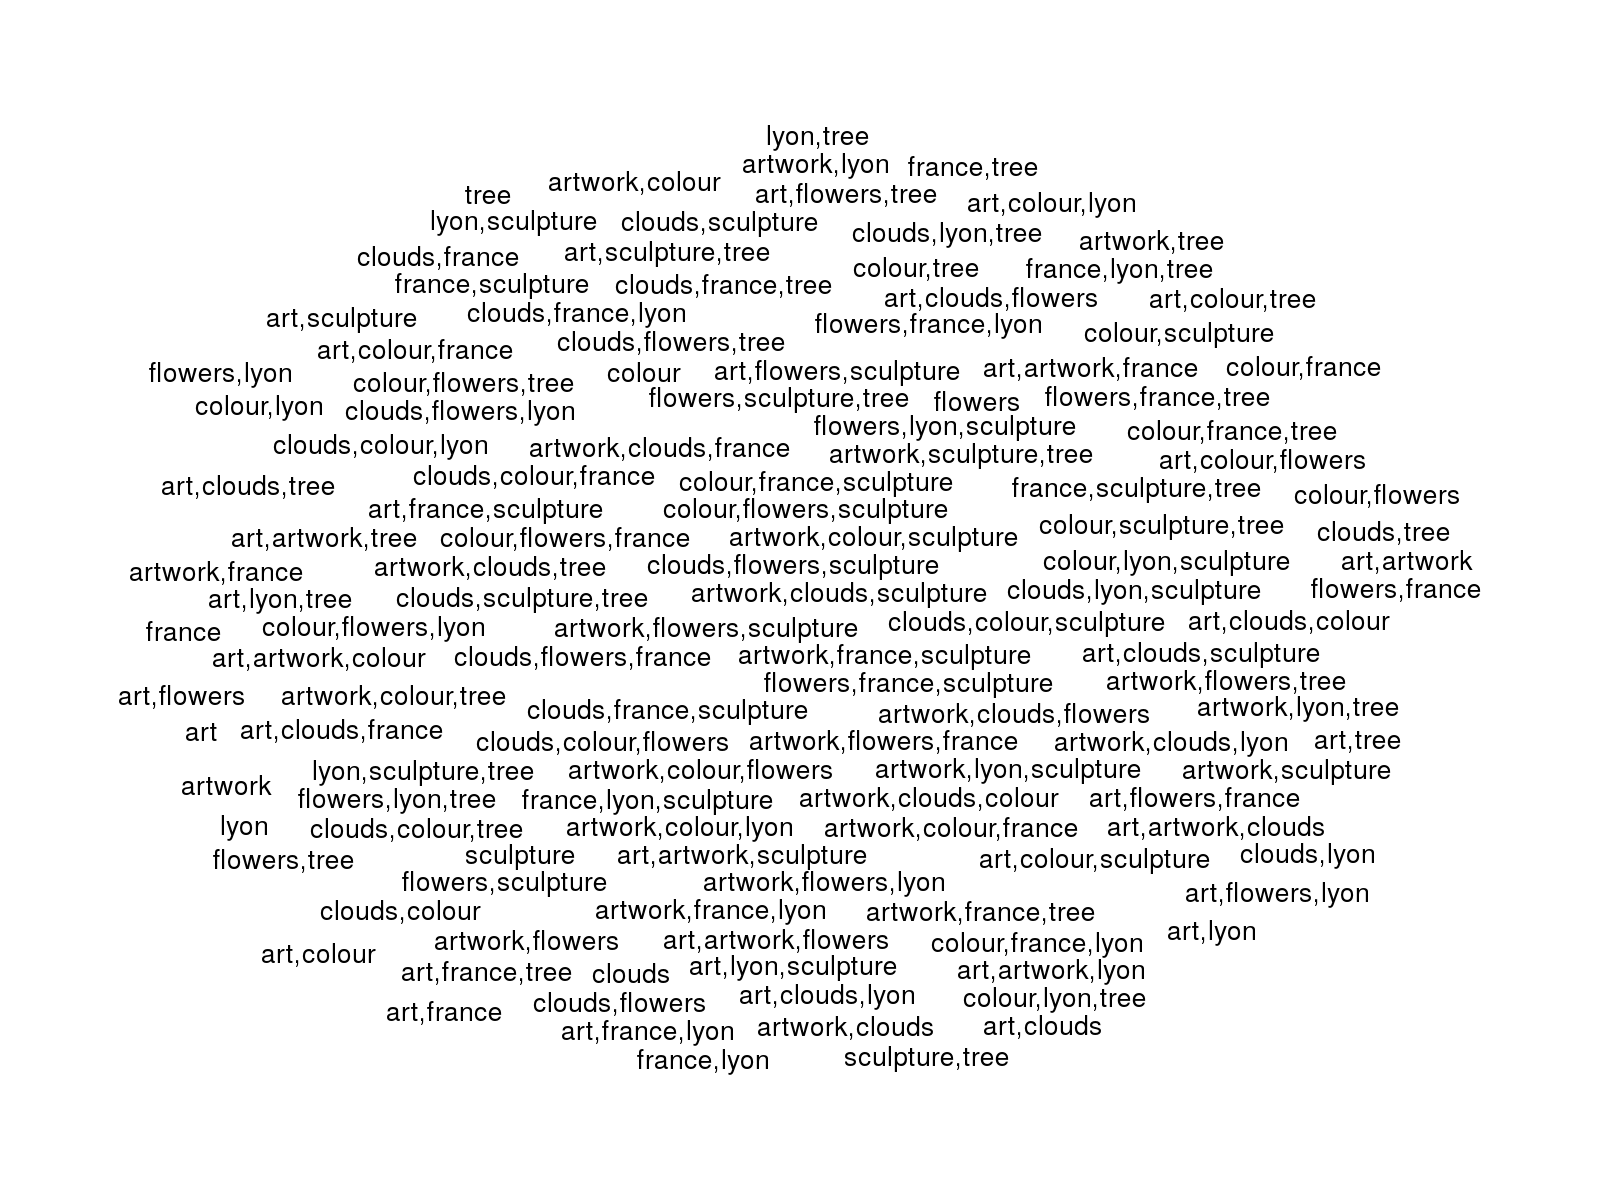 lyon,tree
artwork,lyon france,tree
tree artwork,colour art,flowers,tree art,colour,lyon
lyon,sculpture clouds,sculpture clouds,lyon,tree artwork,tree
clouds,france art,sculpture,tree colour,tree france,lyon,tree
france,sculpture clouds,france,tree art,clouds,flowers art,colour,tree
art,sculpture clouds,france,lyon flowers,france,lyon colour,sculpture
art,colour,france clouds,flowers,tree
flowers,lyon colour,flowers,tree colour art,flowers,sculpture art,artwork,france colour,france
colour,lyon clouds,flowers,lyon flowers,sculpture,tree flowers flowers,france,tree
flowers,lyon,sculpture colour,france,tree
clouds,colour,lyon artwork,clouds,france artwork,sculpture,tree art,colour,flowers
art,clouds,tree clouds,colour,france colour,france,sculpture france,sculpture,tree colour,flowers
art,france,sculpture colour,flowers,sculpture
art,artwork,tree colour,flowers,france artwork,colour,sculpture colour,sculpture,tree clouds,tree
artwork,france artwork,clouds,tree clouds,flowers,sculpture colour,lyon,sculpture art,artwork
art,lyon,tree clouds,sculpture,tree artwork,clouds,sculpture clouds,lyon,sculpture flowers,france
france colour,flowers,lyon artwork,flowers,sculpture clouds,colour,sculpture art,clouds,colour
art,artwork,colour clouds,flowers,france artwork,france,sculpture art,clouds,sculpture
flowers,france,sculpture artwork,flowers,tree
art,flowers artwork,colour,tree clouds,france,sculpture artwork,clouds,flowers artwork,lyon,tree
art art,clouds,france clouds,colour,flowers artwork,flowers,france artwork,clouds,lyon art,tree
artwork lyon,sculpture,tree artwork,colour,flowers artwork,lyon,sculpture artwork,sculpture
flowers,lyon,tree france,lyon,sculpture artwork,clouds,colour art,flowers,france
lyon clouds,colour,tree artwork,colour,lyon artwork,colour,france art,artwork,clouds
flowers,tree sculpture art,artwork,sculpture art,colour,sculpture clouds,lyon
flowers,sculpture artwork,flowers,lyon art,flowers,lyon
clouds,colour artwork,france,lyon artwork,france,tree
art,colour artwork,flowers art,artwork,flowers colour,france,lyon art,lyon
art,france,tree clouds art,lyon,sculpture art,artwork,lyon
art,france clouds,flowers art,clouds,lyon colour,lyon,tree
art,france,lyon artwork,clouds art,clouds
france,lyon sculpture,tree